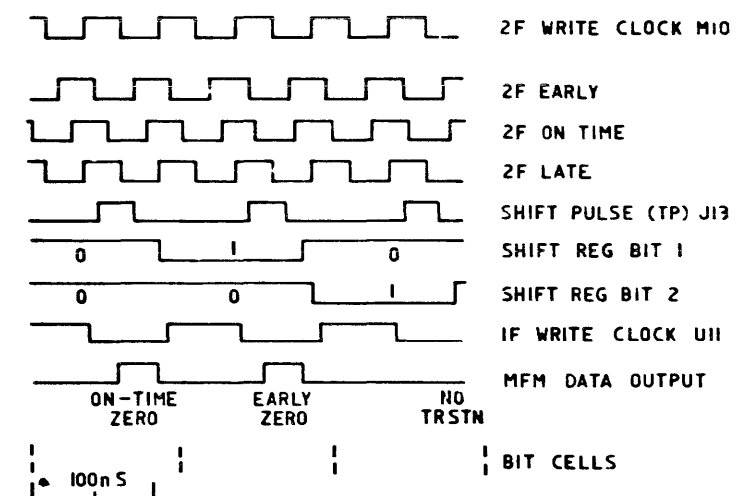 2F WRITE CLOCK M10
2F EARLY
2F ON TIME
2F LATE
SHIFT PULSE (TP) J13
0 1 0 SHIFT REG BIT 1
0 0 1 SHIFT REG BIT 2
1F WRITE CLOCK U11
MFM DATA OUTPUT
ON-TIME EARLY NO
ZERO ZERO TRSTN
BIT CELLS
100nS